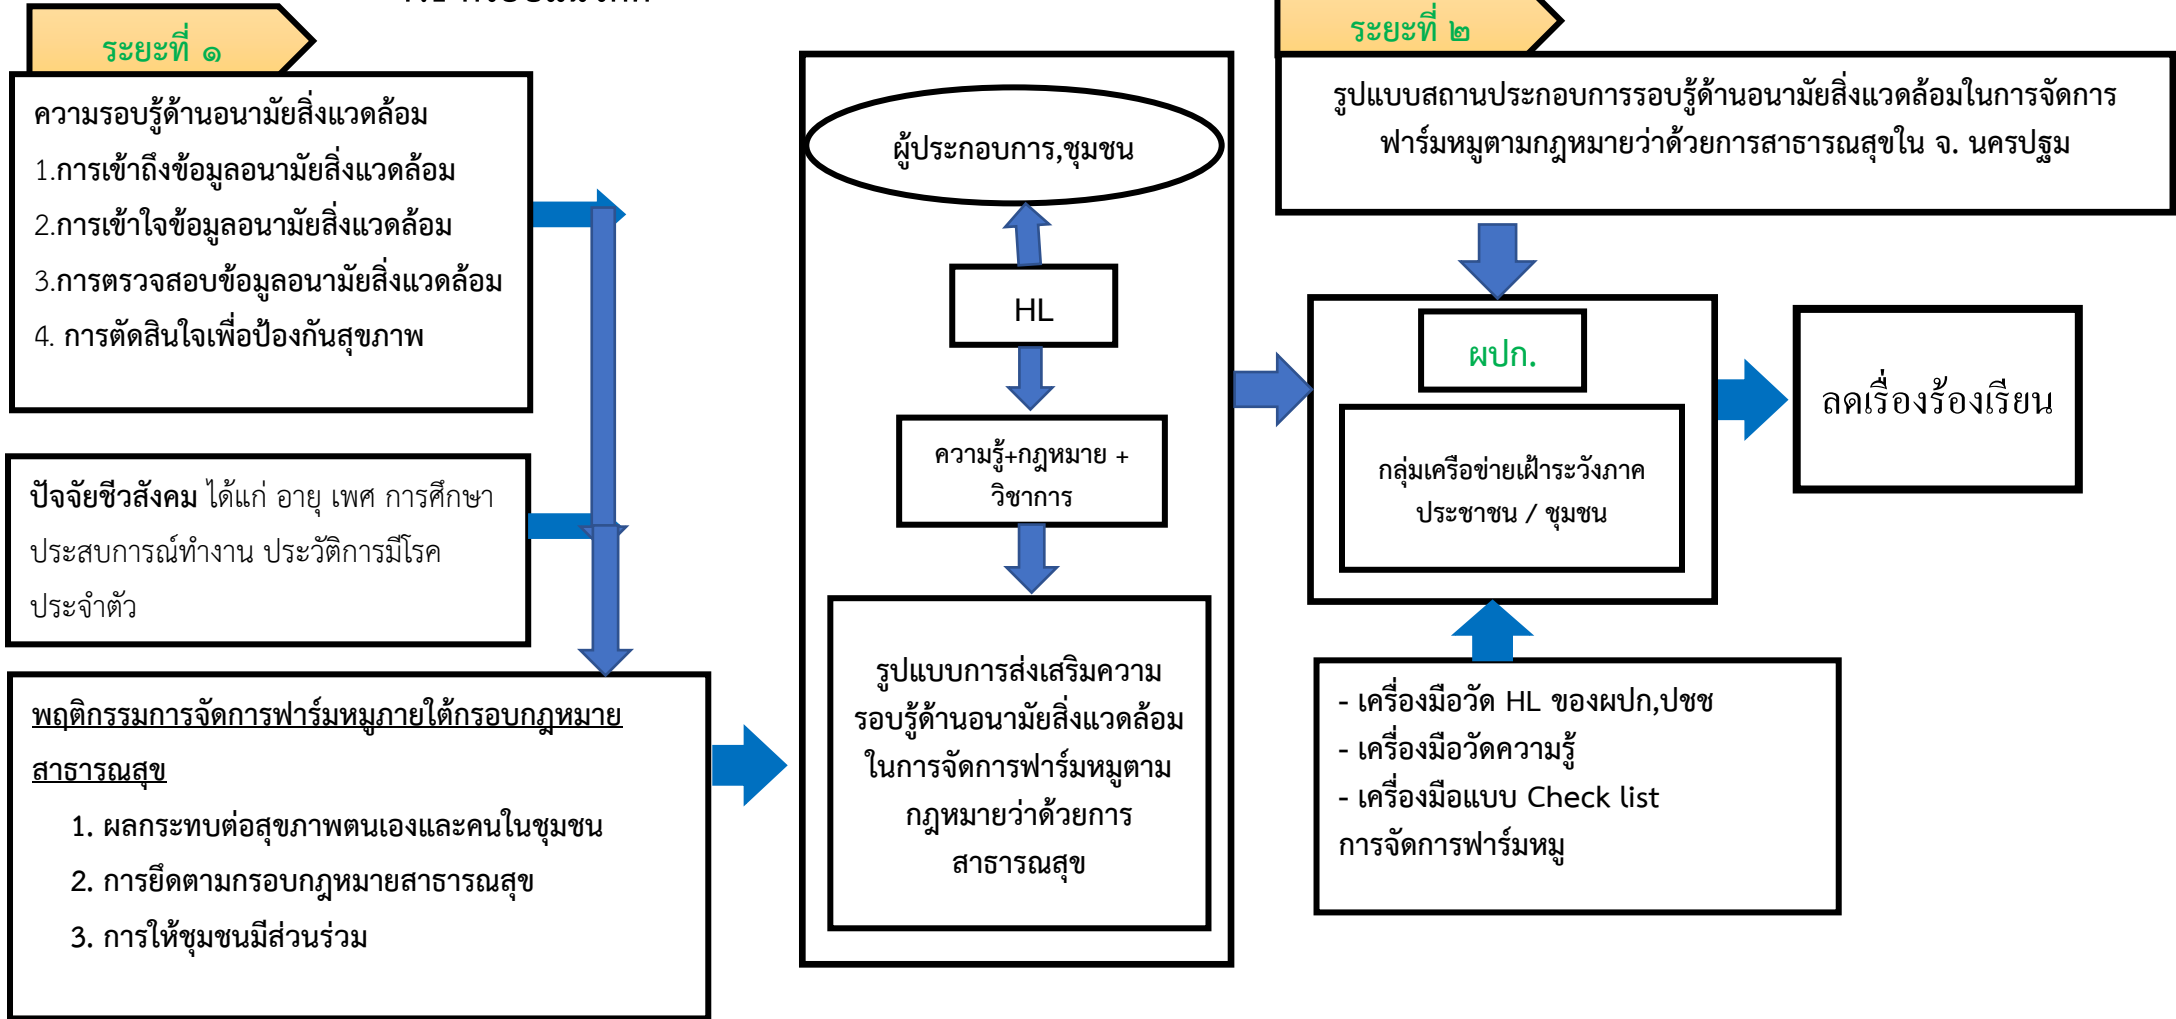 ระยะที่ ๑
ความรอบรู้ด้านอนามัยสิ่งแวดล้อม
1.การเข้าถึงข้อมูลอนามัยสิ่งแวดล้อม
2.การเข้าใจข้อมูลอนามัยสิ่งแวดล้อม
3.การตรวจสอบข้อมูลอนามัยสิ่งแวดล้อม
4. การตัดสินใจเพื่อป้องกันสุขภาพ
ปัจจัยชีวสังคม ได้แก่ อายุ เพศ การศึกษา
ประสบการณ์ทำงาน ประวัติการมีโรค
ประจำตัว
พฤติกรรมการจัดการฟาร์มหมูภายใต้กรอบกฎหมาย
สาธารณสุข
1. ผลกระทบต่อสุขภาพตนเองและคนในชุมชน
2. การยึดตามกรอบกฎหมายสาธารณสุข
3. การให้ชุมชนมีส่วนร่วม
ผู้ประกอบการ,ชุมชน
HL
ความรู้+กฎหมาย +
วิชาการ
รูปแบบการส่งเสริมความ
รอบรู้ด้านอนามัยสิ่งแวดล้อม
ในการจัดการฟาร์มหมูตาม
กฎหมายว่าด้วยการ
สาธารณสุข
ระยะที่ ๒
รูปแบบสถานประกอบการรอบรู้ด้านอนามัยสิ่งแวดล้อมในการจัดการ
ฟาร์มหมูตามกฎหมายว่าด้วยการสาธารณสุขใน จ. นครปฐม
ผปก.
กลุ่มเครือข่ายเฝ้าระวังภาค
ประชาชน / ชุมชน
ลดเรื่องร้องเรียน
- เครื่องมือวัด HL ของผปก,ปชช
- เครื่องมือวัดความรู้
- เครื่องมือแบบ Check list
การจัดการฟาร์มหมู